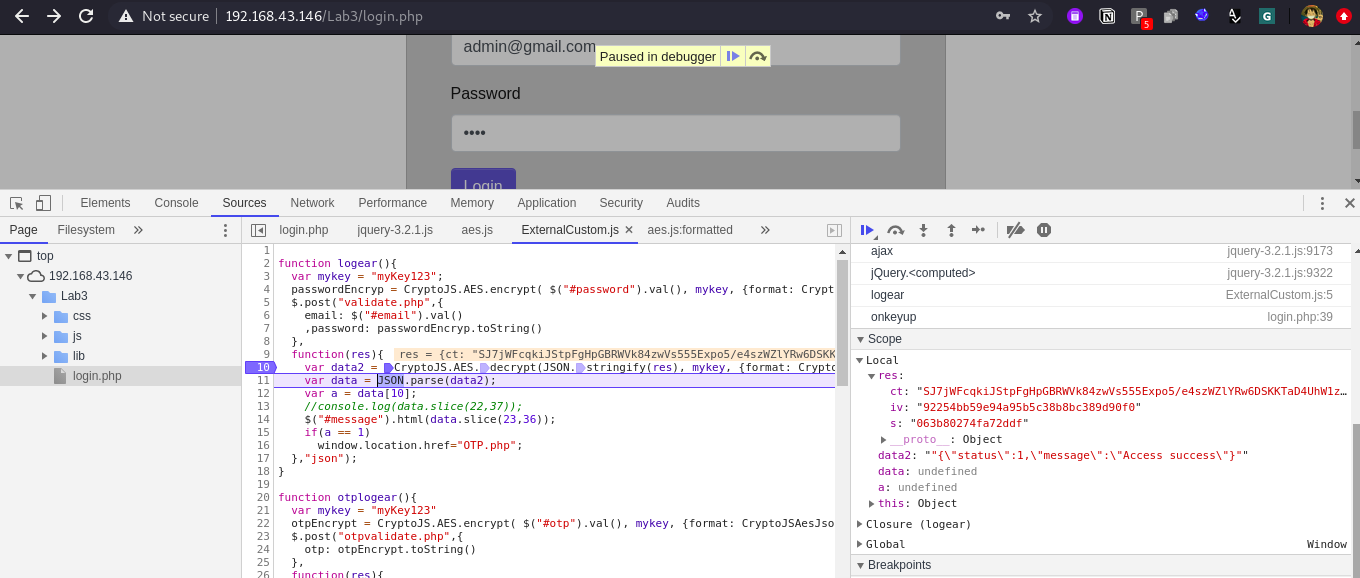 Not secure
192.168.43.146/Lab3/login.php
5
G
admin@gmail.com
Paused in debugger
Password
••••
Login
Elements Console Sources Network Performance Memory Application Security Audits
Page Filesystem »
login.php jquery-3.2.1.js aes.js ExternalCustom.js × aes.js:formatted »
top
192.168.43.146
Lab3
css
js
lib
login.php
1
2 function logear(){
3 var mykey = "myKey123";
4 passwordEncryp = CryptoJS.AES.encrypt( $("#password").val(), mykey, {format: Crypt
5 $.post("validate.php",{
6 email: $("#email").val()
7 ,password: passwordEncryp.toString()
8 },
9 function(res){ res = {ct: "SJ7jWFcqkiJStpFgHpGBRWVk84zwVs555Expo5/e4szWZlYRw6DSKK
10 var data2 = CryptoJS.AES.decrypt(JSON.stringify(res), mykey, {format: Crypto
11 var data = JSON.parse(data2);
12 var a = data[10];
13 //console.log(data.slice(22,37));
14 $("#message").html(data.slice(23,36));
15 if(a == 1)
16 window.location.href="OTP.php";
17 },"json");
18 }
19
20 function otplogear(){
21 var mykey = "myKey123"
22 otpEncrypt = CryptoJS.AES.encrypt( $("#otp").val(), mykey, {format: CryptoJSAesJso
23 $.post("otpvalidate.php",{
24 otp: otpEncrypt.toString()
25 },
26 function(res){
ajax jquery-3.2.1.js:9173
jQuery.<computed> jquery-3.2.1.js:9322
logear ExternalCustom.js:5
onkeyup login.php:39
Scope
Local
res:
ct: "SJ7jWFcqkiJStpFgHpGBRWVk84zwVs555Expo5/e4szWZlYRw6DSKKTaD4UhW1z…
iv: "92254bb59e94a95b5c38b8bc389d90f0"
s: "063b80274fa72ddf"
__proto__: Object
data2: ""{\"status\":1,\"message\":\"Access success\"}""
data: undefined
a: undefined
this: Object
Closure (logear)
Global Window
Breakpoints